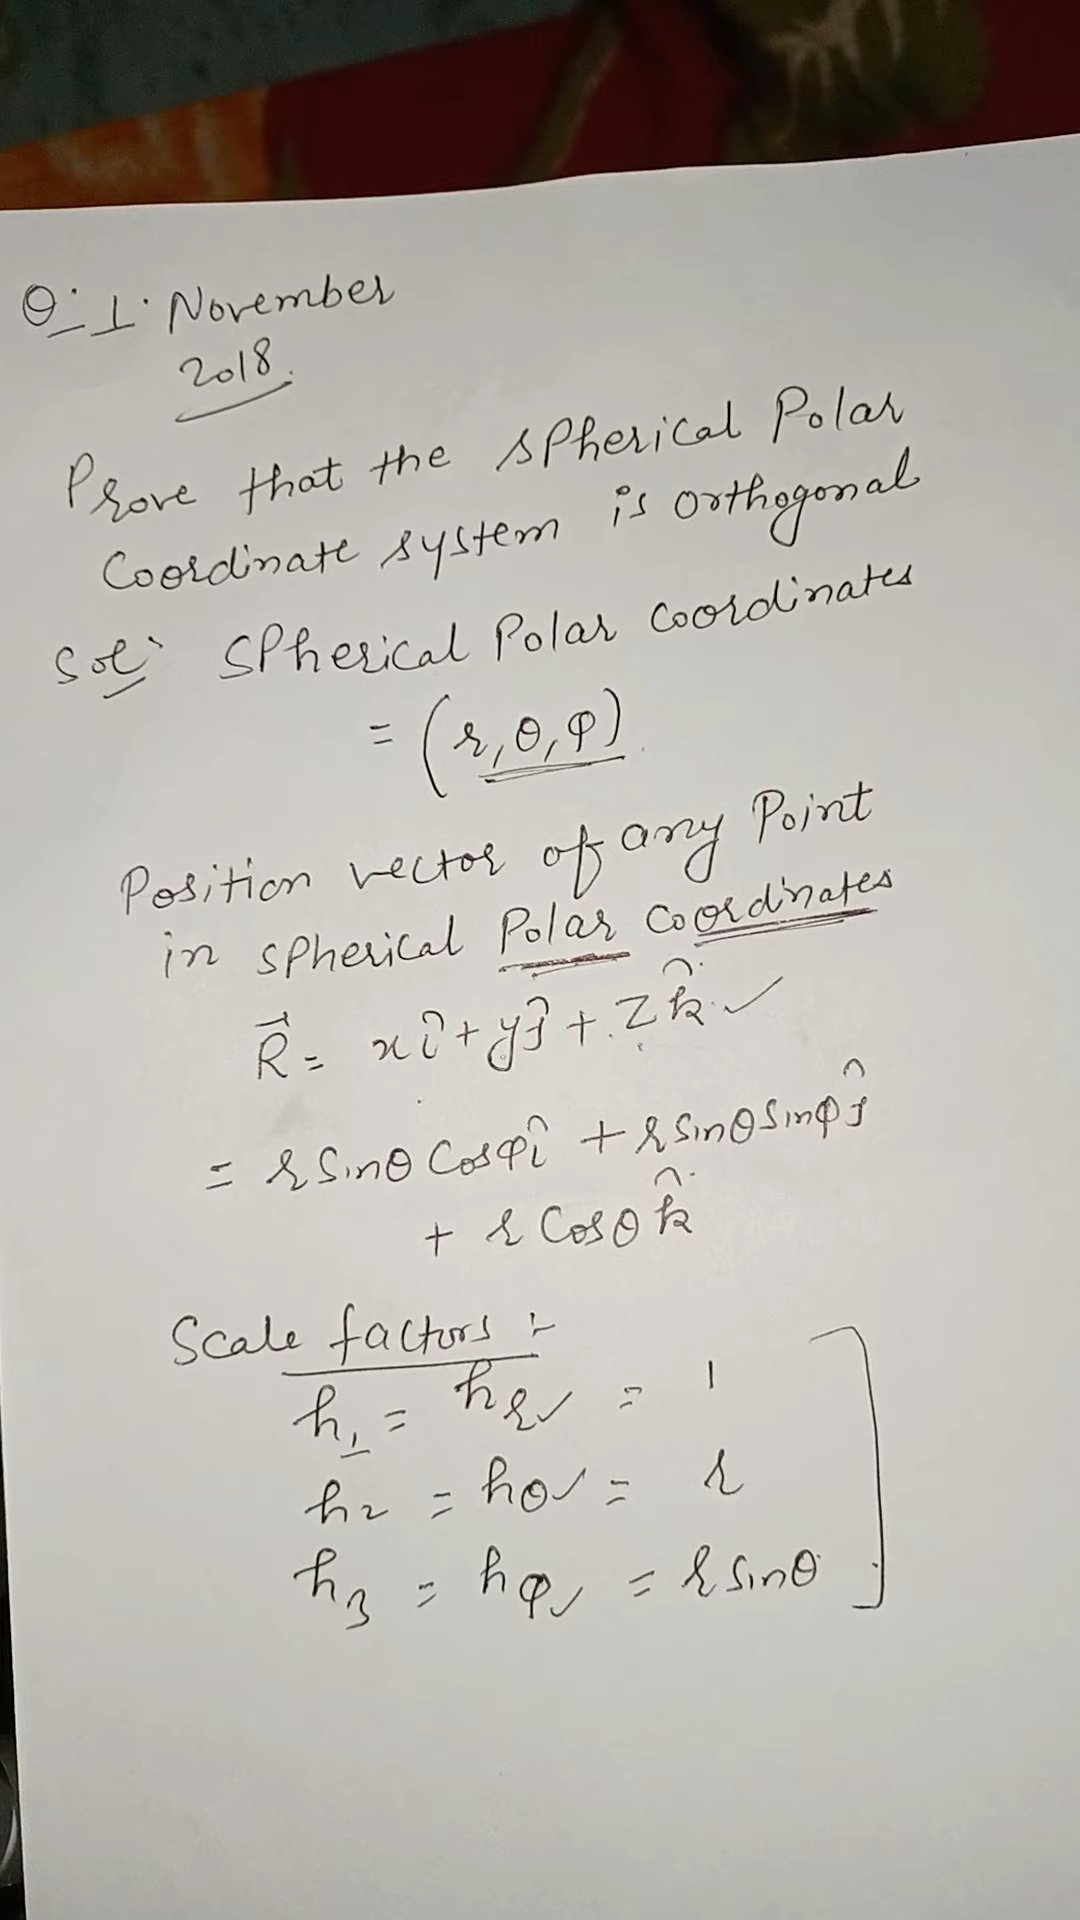 Q:-1. November
2018.
Prove that the spherical Polar
Coordinate system is orthogonal
Sol: Spherical Polar coordinates
= (r, θ, φ)
Position vector of any Point
in spherical Polar coordinates
R⃗ = xî + yĵ + zk̂ ✓
= r sinθ cosφ î + r sinθ sinφ ĵ
+ r cosθ k̂
Scale factors :-
h₁ = hr ✓ = 1
h₂ = hθ ✓ = r
h₃ = hφ ✓ = r sinθ